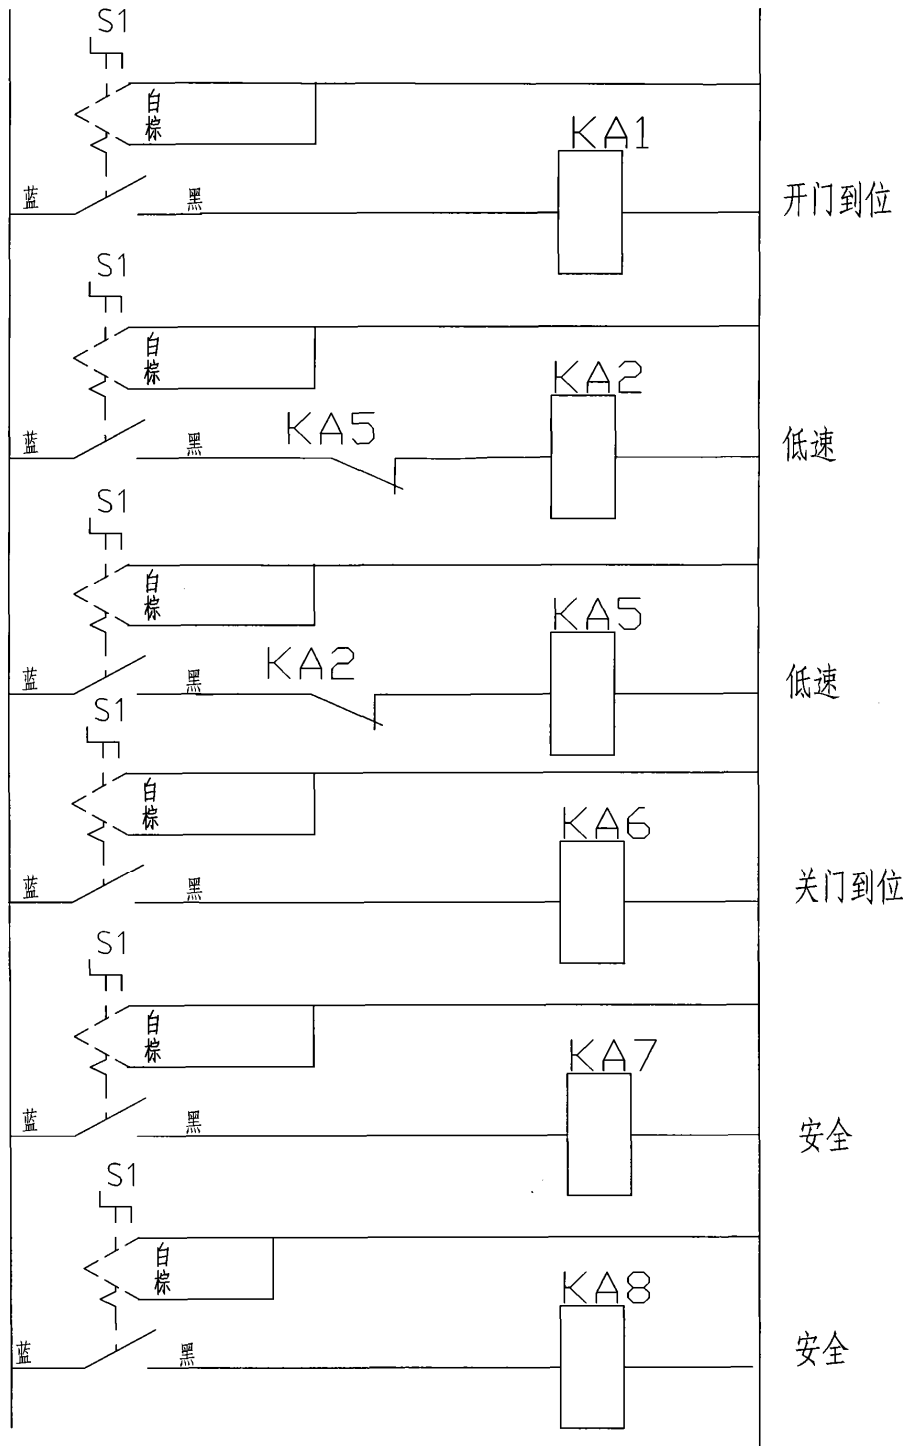 S1
白
棕
KA1
蓝
黑
开门到位
S1
白
棕
KA2
KA5
蓝
黑
低速
S1
白
棕
KA5
KA2
蓝
黑
低速
S1
白
棕
KA6
蓝
黑
关门到位
S1
白
棕
KA7
蓝
黑
安全
S1
白
棕
KA8
蓝
黑
安全